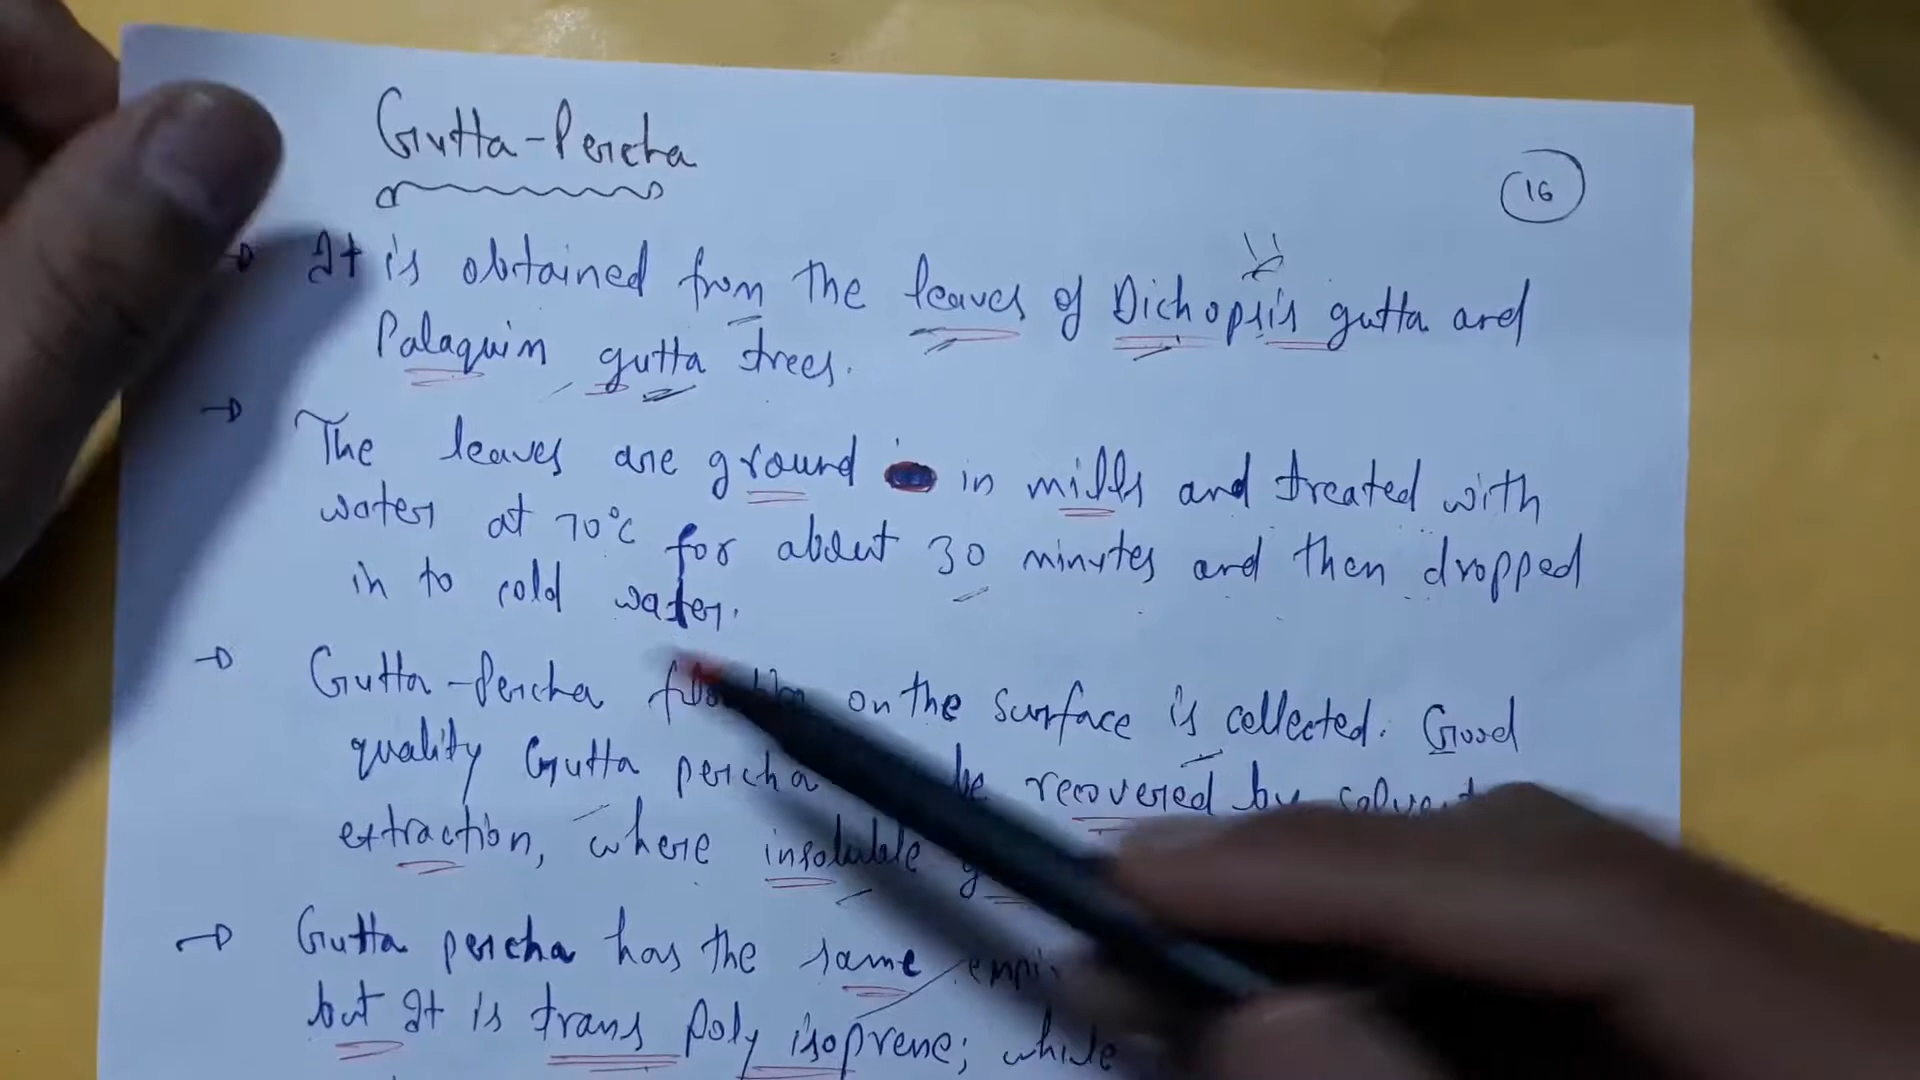 Gutta-Percha
16
It is obtained from the leaves of Dichopsis gutta and
Palaquim gutta trees.
The leaves are ground in mills and treated with
water at 70°c for about 30 minutes and then dropped
in to cold water.
Gutta-Percha on the surface is collected. Good
quality Gutta percha be recovered by
extraction, where insoluble
Gutta percha has the same
but It is trans Poly isoprene; while